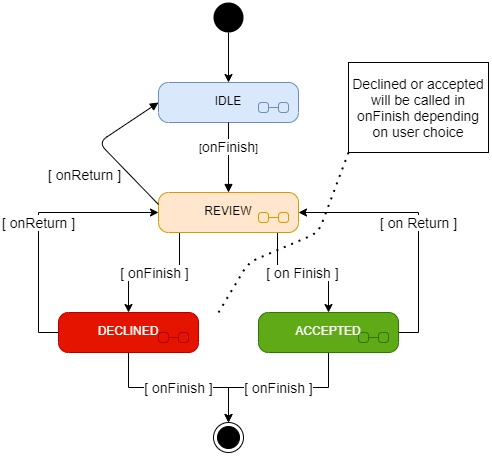 IDLE
Declined or accepted
will be called in
onFinish depending
on user choice
[onFinish]
[ onReturn ]
REVIEW
[ onReturn ]
[ on Return ]
[ onFinish ]
[ on Finish ]
DECLINED
ACCEPTED
[ onFinish ]
[ onFinish ]